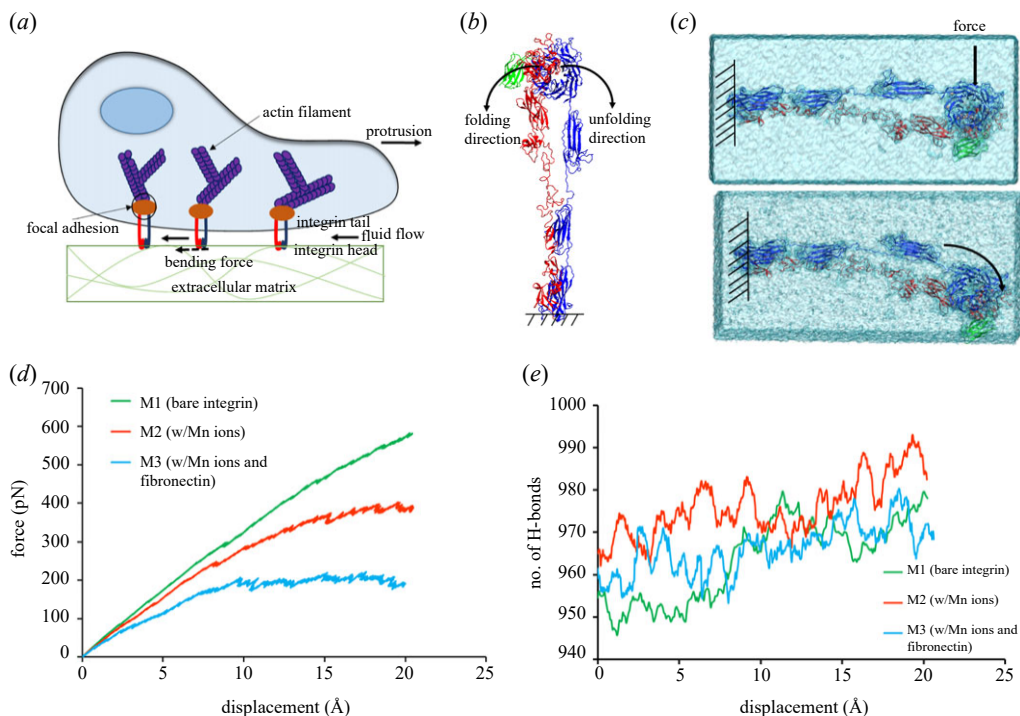 (a)
actin filament
protrusion
focal adhesion
integrin tail
fluid flow
integrin head
bending force
extracellular matrix
(b)
folding
direction
unfolding
direction
(c)
force
(d)
700
600
500
400
300
200
100
0
force (pN)
M1 (bare integrin)
M2 (w/Mn ions)
M3 (w/Mn ions and
fibronectin)
0
5
10
15
20
25
displacement (Å)
(e)
1000
990
980
970
960
950
940
no. of H-bonds
M1 (bare integrin)
M2 (w/Mn ions)
M3 (w/Mn ions and
fibronectin)
0
5
10
15
20
25
displacement (Å)